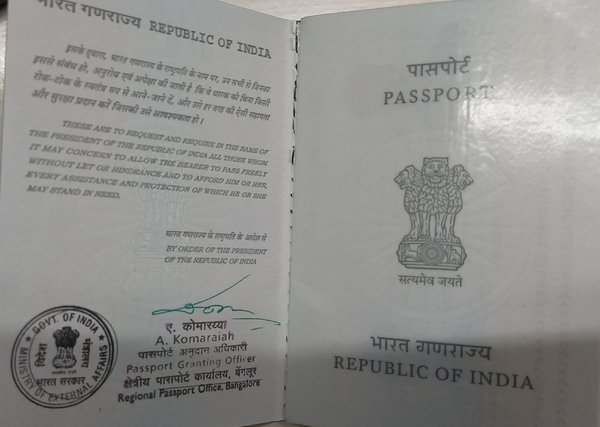 भारत गणराज्य REPUBLIC OF INDIA
इसके द्वारा, भारत गणराज्य के राष्ट्रपति के नाम पर, उन सभी से जिनका
इससे संबंध हो, अनुरोध एवं अपेक्षा की जाती है कि वे धारक को बिना किसी
रोक-टोक के स्वतंत्र रूप से आने-जाने दें, और उसे हर तरह की ऐसी सहायता
और सुरक्षा प्रदान करें जिसकी उसे आवश्यकता हो।
THESE ARE TO REQUEST AND REQUIRE IN THE NAME OF
THE PRESIDENT OF THE REPUBLIC OF INDIA ALL THOSE WHOM
IT MAY CONCERN TO ALLOW THE BEARER TO PASS FREELY
WITHOUT LET OR HINDRANCE AND TO AFFORD HIM OR HER,
EVERY ASSISTANCE AND PROTECTION OF WHICH HE OR SHE
MAY STAND IN NEED.
भारत गणराज्य के राष्ट्रपति के आदेश से
BY ORDER OF THE PRESIDENT
OF THE REPUBLIC OF INDIA
ए. कोमारय्या
A. Komaraiah
पासपोर्ट अनुदान अधिकारी
Passport Granting Officer
क्षेत्रीय पासपोर्ट कार्यालय, बेंगलूर
Regional Passport Office, Bangalore
GOVT. OF INDIA
विदेश मंत्रालय
भारत सरकार
MINISTRY OF EXTERNAL AFFAIRS
पासपोर्ट
PASSPORT
सत्यमेव जयते
भारत गणराज्य
REPUBLIC OF INDIA